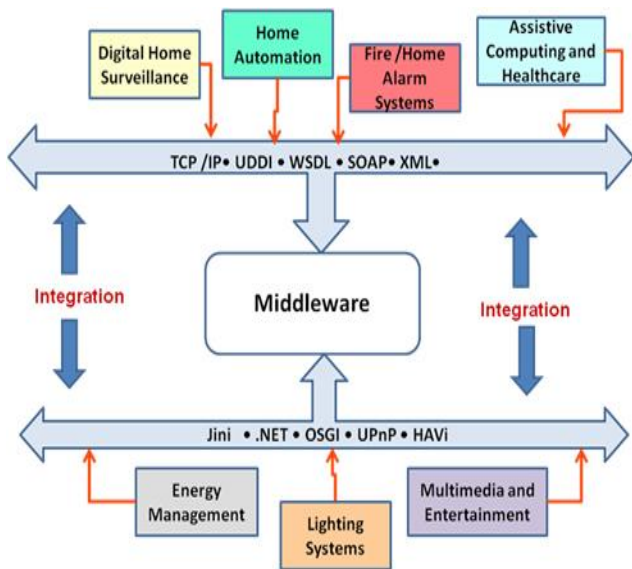 Digital Home
Surveillance
Home
Automation
Fire /Home
Alarm
Systems
Assistive
Computing and
Healthcare
TCP /IP• UDDI • WSDL • SOAP• XML•
Integration
Middleware
Integration
Jini • .NET • OSGI • UPnP • HAVi
Energy
Management
Lighting
Systems
Multimedia and
Entertainment